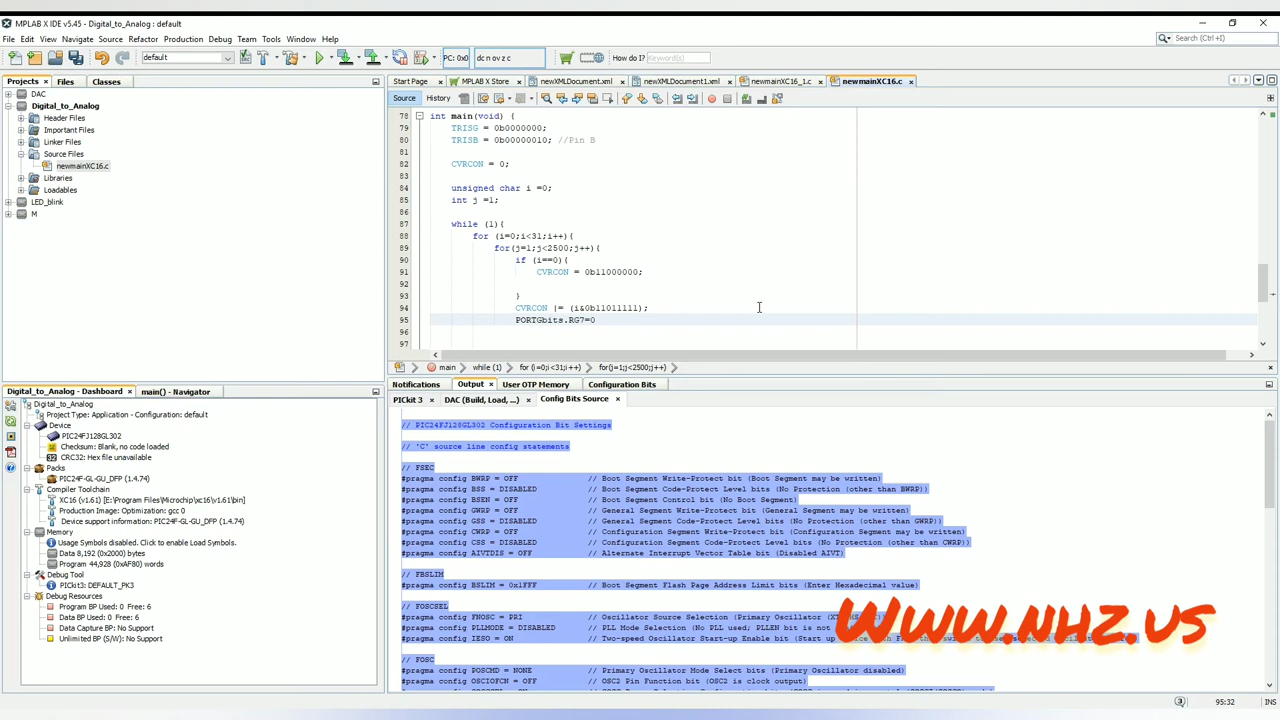 MPLAB X IDE v5.45 - Digital_to_Analog : default
File Edit View Navigate Source Refactor Production Debug Team Tools Window Help
Search (Ctrl+I)
default
PC: 0x0
dc n ov z c
How do I?
Keyword(s)
Projects × Files Classes
DAC
Digital_to_Analog
Header Files
Important Files
Linker Files
Source Files
newmainXC16.c
Libraries
Loadables
LED_blink
M
Start Page MPLAB X Store newXMLDocument.xml newXMLDocument1.xml newmainXC16_1.c newmainXC16.c
Source History
78 int main(void) {
79 TRISG = 0b0000000;
80 TRISB = 0b00000010; //Pin B
81
82 CVRCON = 0;
83
84 unsigned char i =0;
85 int j =1;
86
87 while (1){
88 for (i=0;i<31;i++){
89 for(j=1;j<2500;j++){
90 if (i==0){
91 CVRCON = 0b11000000;
92
93 }
94 CVRCON |= (i&0b11011111);
95 PORTGbits.RG7=0
96
97
main while (1) for (i=0;i<31;i++) for(j=1;j<2500;j++)
Digital_to_Analog - Dashboard × main() - Navigator
Digital_to_Analog
Project Type: Application - Configuration: default
Device
PIC24FJ128GL302
Checksum: Blank, no code loaded
CRC32: Hex file unavailable
Packs
PIC24F-GL-GU_DFP (1.4.74)
Compiler Toolchain
XC16 (v1.61) [E:\Program Files\Microchip\xc16\v1.61\bin]
Production Image: Optimization: gcc 0
Device support information: PIC24F-GL-GU_DFP (1.4.74)
Memory
Usage Symbols disabled. Click to enable Load Symbols.
Data 8,192 (0x2000) bytes
Program 44,928 (0xAF80) words
Debug Tool
PICkit3: DEFAULT_PK3
Debug Resources
Program BP Used: 0 Free: 6
Data BP Used: 0 Free: 6
Data Capture BP: No Support
Unlimited BP (S/W): No Support
Notifications Output × User OTP Memory Configuration Bits
PICkit 3 × DAC (Build, Load, ...) × Config Bits Source ×
// PIC24FJ128GL302 Configuration Bit Settings
// 'C' source line config statements
// FSEC
#pragma config BWRP = OFF // Boot Segment Write-Protect bit (Boot Segment may be written)
#pragma config BSS = DISABLED // Boot Segment Code-Protect Level bits (No Protection (other than BWRP))
#pragma config BSEN = OFF // Boot Segment Control bit (No Boot Segment)
#pragma config GWRP = OFF // General Segment Write-Protect bit (General Segment may be written)
#pragma config GSS = DISABLED // General Segment Code-Protect Level bits (No Protection (other than GWRP))
#pragma config CWRP = OFF // Configuration Segment Write-Protect bit (Configuration Segment may be written)
#pragma config CSS = DISABLED // Configuration Segment Code-Protect Level bits (No Protection (other than CWRP))
#pragma config AIVTDIS = OFF // Alternate Interrupt Vector Table bit (Disabled AIVT)
// FBSLIM
#pragma config BSLIM = 0x1FFF // Boot Segment Flash Page Address Limit bits (Enter Hexadecimal value)
// FOSCSEL
#pragma config FNOSC = PRI // Oscillator Source Selection (Primary Oscillator
#pragma config PLLMODE = DISABLED // PLL Mode Selection (No PLL used; PLLEN bit is not
#pragma config IESO = ON // Two-speed Oscillator Start-up Enable bit (Start up
// FOSC
#pragma config POSCMD = NONE // Primary Oscillator Mode Select bits (Primary Oscillator disabled)
#pragma config OSCIOFCN = OFF // OSC2 Pin Function bit (OSC2 is clock output)
Www.nhz.us
95:32 INS